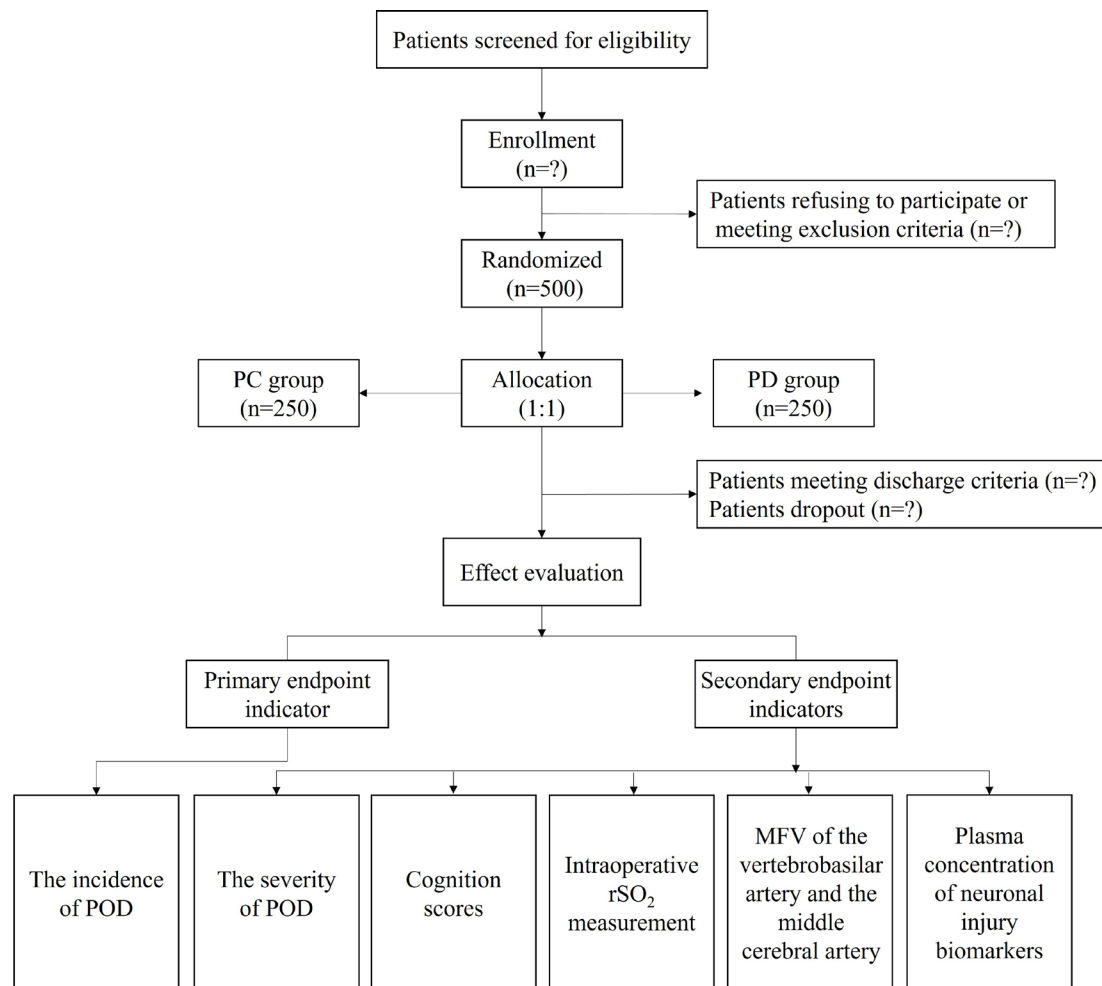 Patients screened for eligibility
Enrollment
(n=?)
Patients refusing to participate or
meeting exclusion criteria (n=?)
Randomized
(n=500)
PC group
(n=250)
Allocation
(1:1)
PD group
(n=250)
Patients meeting discharge criteria (n=?)
Patients dropout (n=?)
Effect evaluation
Primary endpoint
indicator
Secondary endpoint
indicators
The incidence
of POD
The severity
of POD
Cognition
scores
Intraoperative
rSO₂
measurement
MFV of the
vertebrobasilar
artery and the
middle
cerebral artery
Plasma
concentration
of neuronal
injury
biomarkers